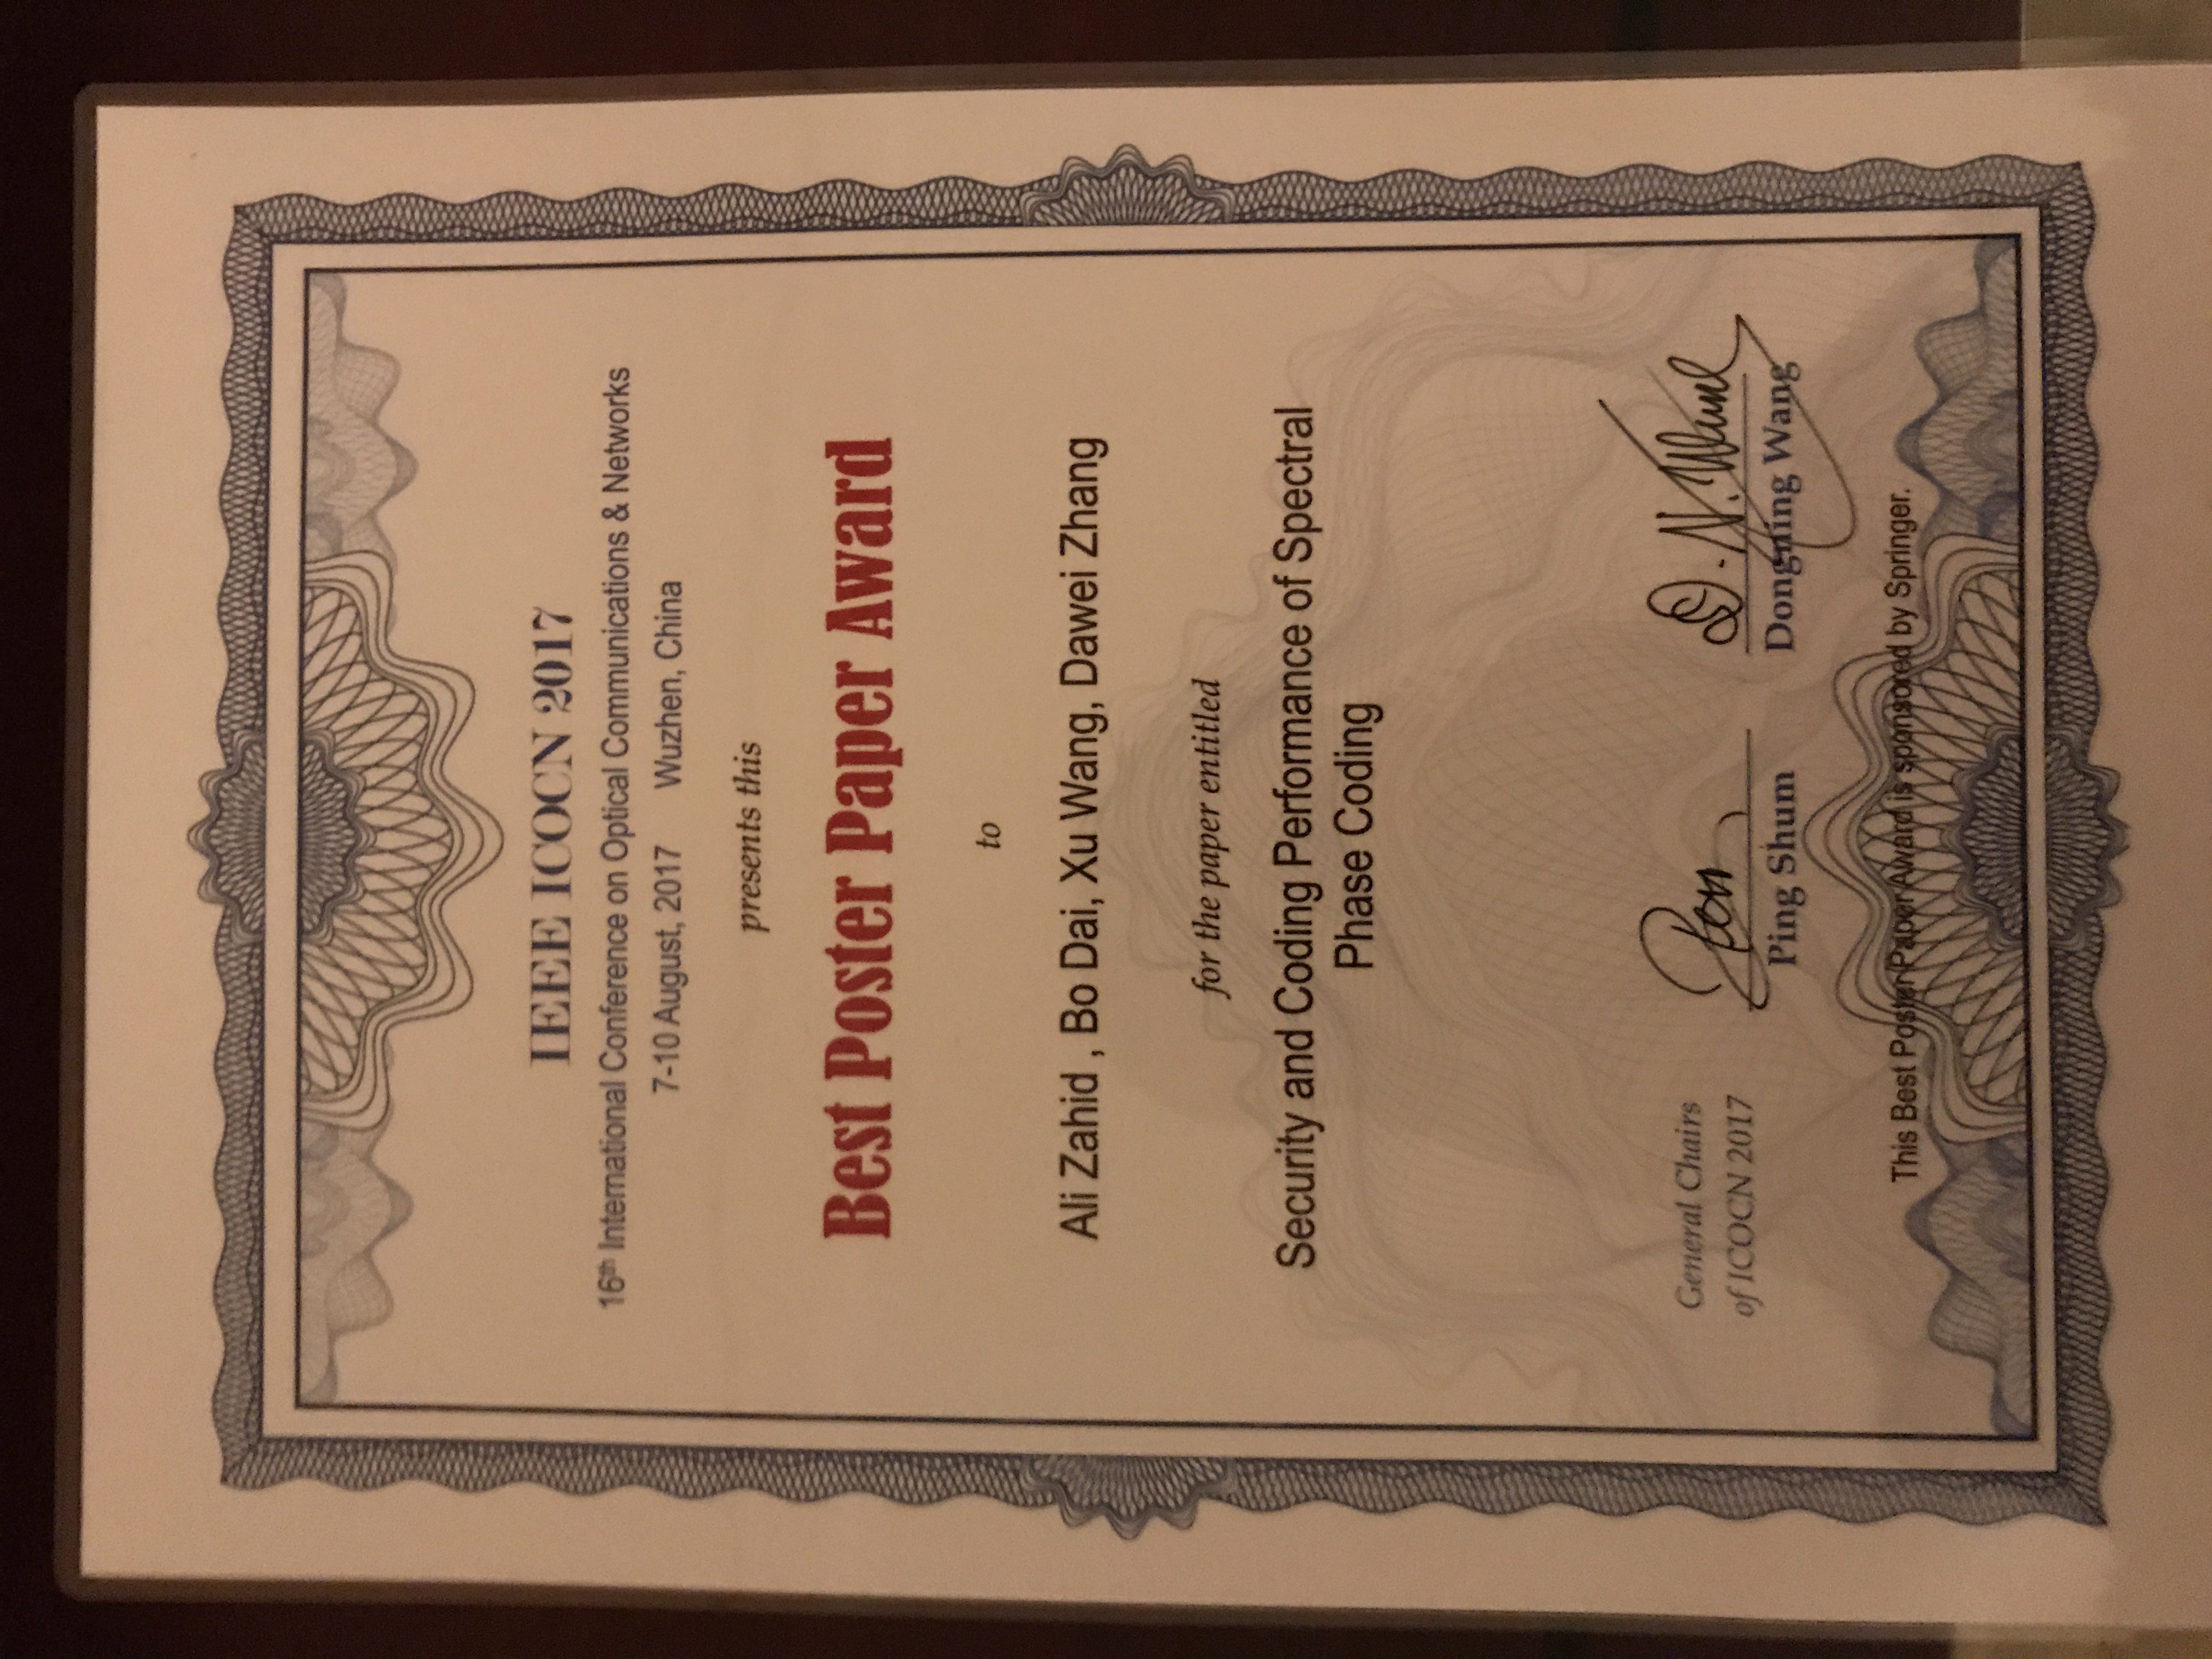 IEEE ICOCN 2017
16th International Conference on Optical Communications & Networks
7-10 August, 2017 Wuzhen, China
presents this
Best Poster Paper Award
to
Ali Zahid , Bo Dai, Xu Wang, Dawei Zhang
for the paper entitled
Security and Coding Performance of Spectral
Phase Coding
General Chairs
of ICOCN 2017
D. N. Wang
Ping Shum
Dongning Wang
This Best Poster Paper Award is sponsored by Springer.